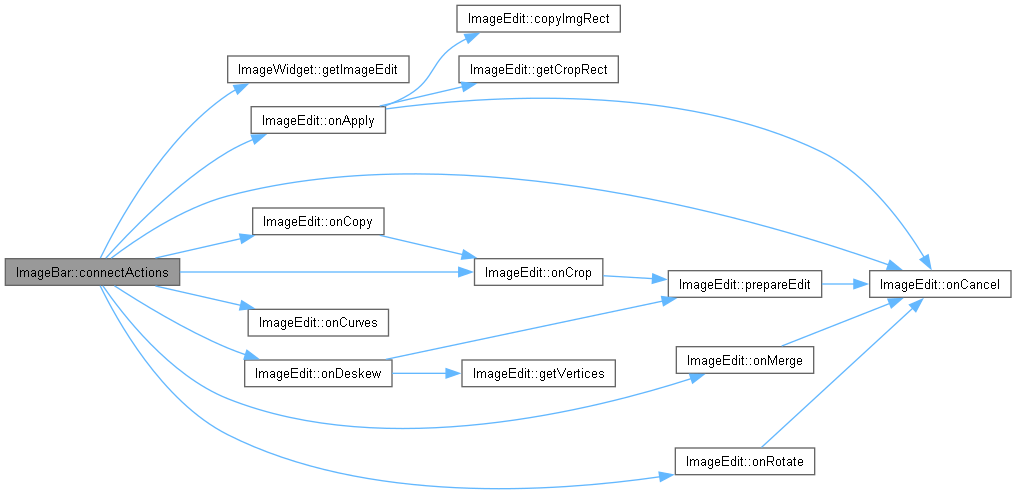 ImageEdit::copyImgRect
ImageWidget::getImageEdit
ImageEdit::getCropRect
ImageEdit::onApply
ImageEdit::onCopy
ImageBar::connectActions
ImageEdit::onCrop
ImageEdit::prepareEdit
ImageEdit::onCancel
ImageEdit::onCurves
ImageEdit::onMerge
ImageEdit::onDeskew
ImageEdit::getVertices
ImageEdit::onRotate